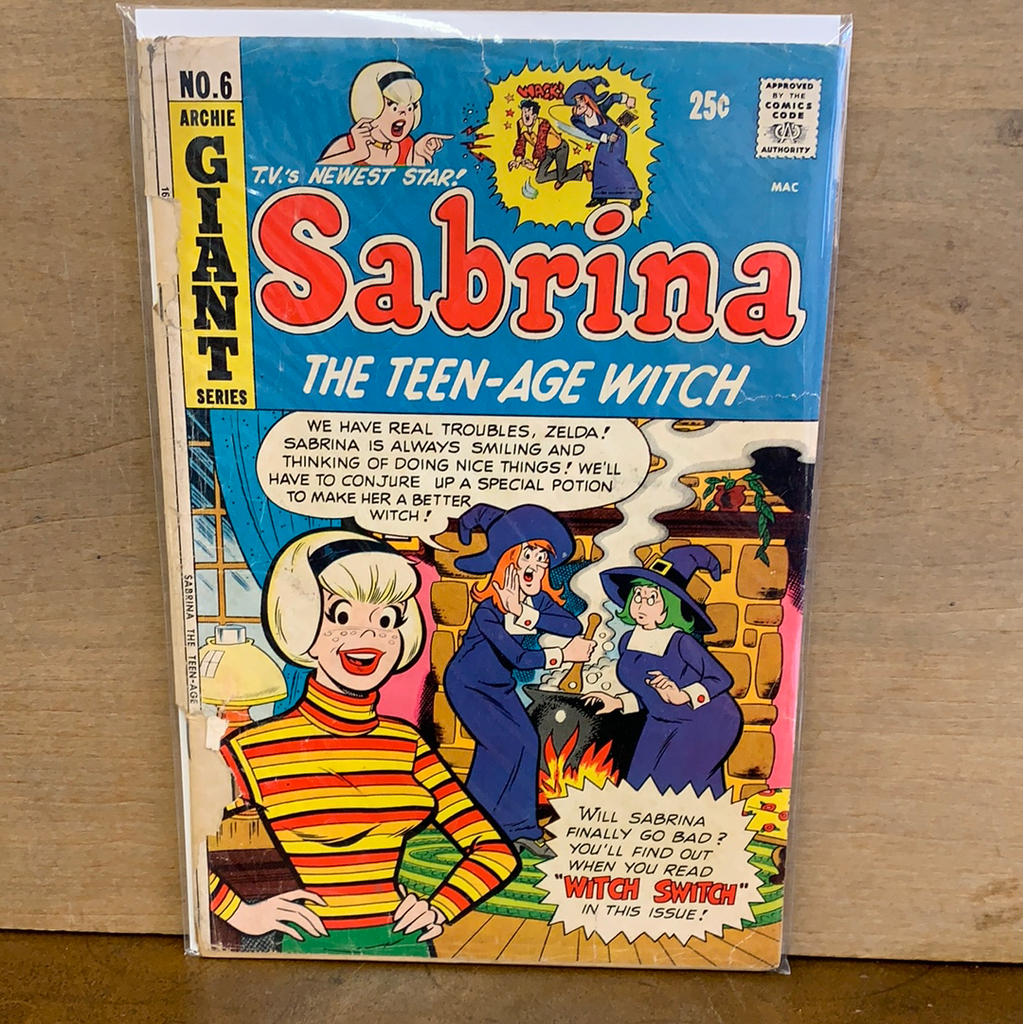 NO.6
ARCHIE
GIANT
SERIES
WACK!
25¢
APPROVED
BY THE
COMICS
CODE
CA
AUTHORITY
MAC
T.V.'s NEWEST STAR!
Sabrina
THE TEEN-AGE WITCH
WE HAVE REAL TROUBLES, ZELDA!
SABRINA IS ALWAYS SMILING AND
THINKING OF DOING NICE THINGS! WE'LL
HAVE TO CONJURE UP A SPECIAL POTION
TO MAKE HER A BETTER
WITCH!
SABRINA THE TEEN-AGE
WILL SABRINA
FINALLY GO BAD?
YOU'LL FIND OUT
WHEN YOU READ
"WITCH SWITCH"
IN THIS ISSUE!